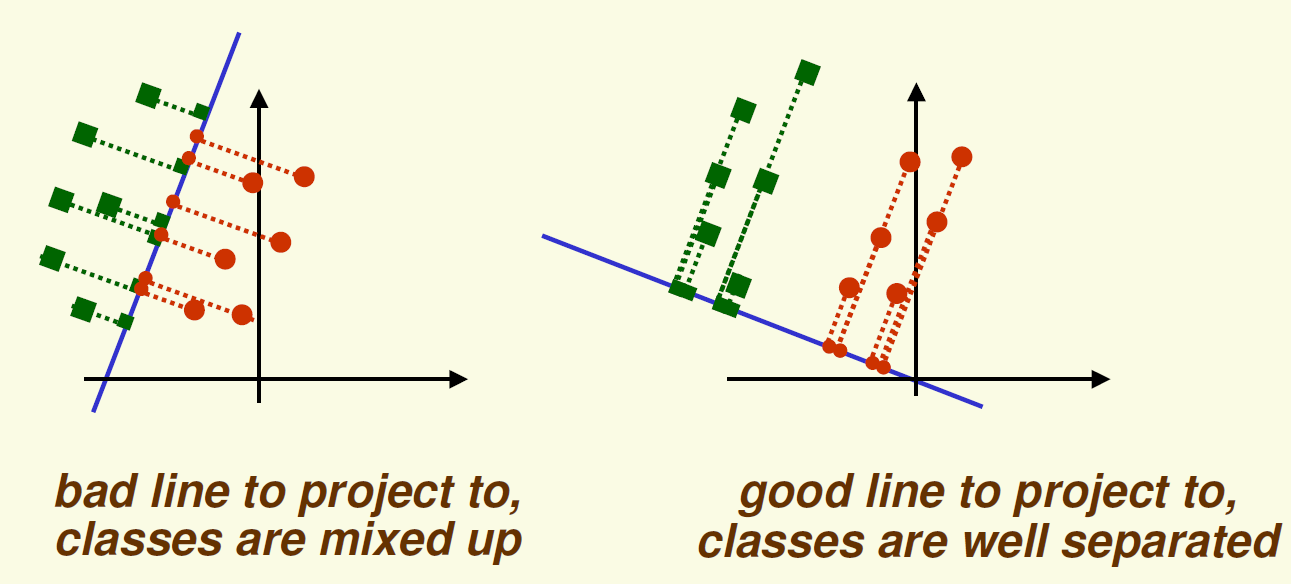 bad line to project to,
classes are mixed up
good line to project to,
classes are well separated